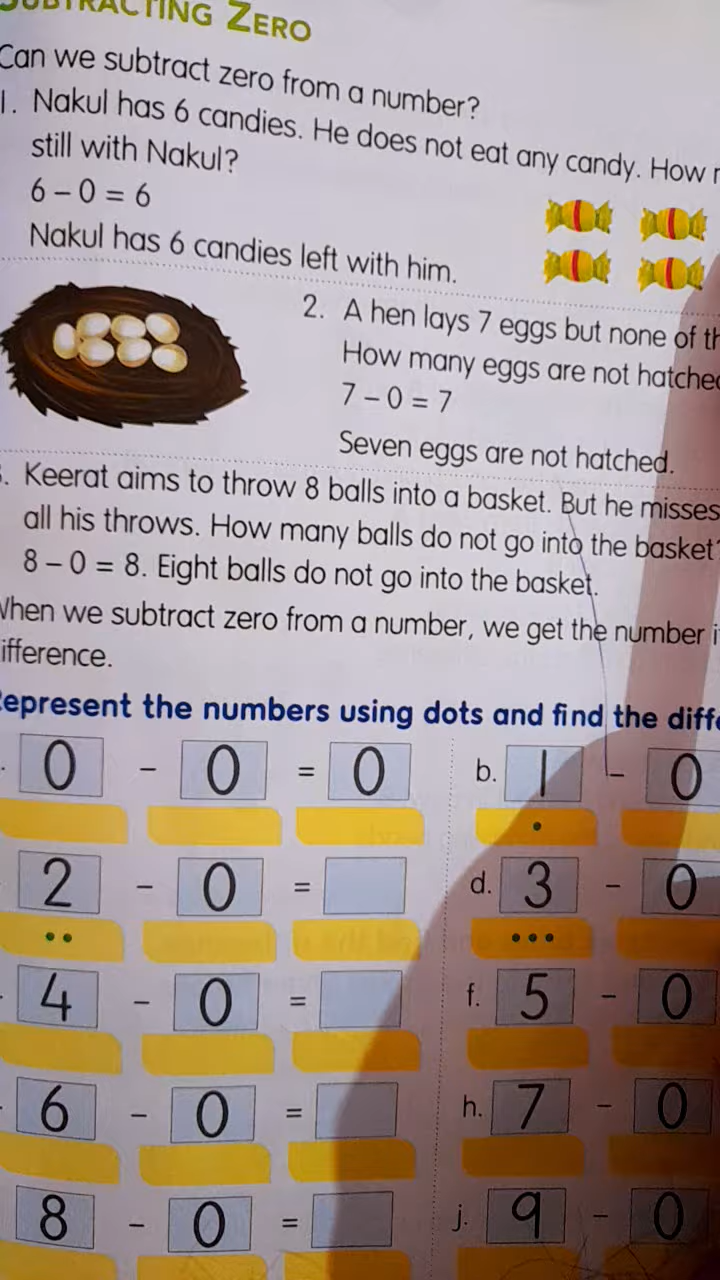 SUBTRACTING ZERO
Can we subtract zero from a number?
1. Nakul has 6 candies. He does not eat any candy. How
still with Nakul?
6 – 0 = 6
Nakul has 6 candies left with him.
2. A hen lays 7 eggs but none of
How many eggs are not
7 – 0 = 7
Seven eggs are not hatched.
Keerat aims to throw 8 balls into a basket. But he misses
all his throws. How many balls do not go into the basket?
8 – 0 = 8. Eight balls do not go into the basket.
When we subtract zero from a number, we get the number
difference.
Represent the numbers using dots and find the
0 – 0 = 0
b. 1 – 0
2 – 0 =
d. 3 – 0
4 – 0 =
f. 5 – 0
6 – 0 =
h. 7 – 0
8 – 0 =
j. 9 – 0